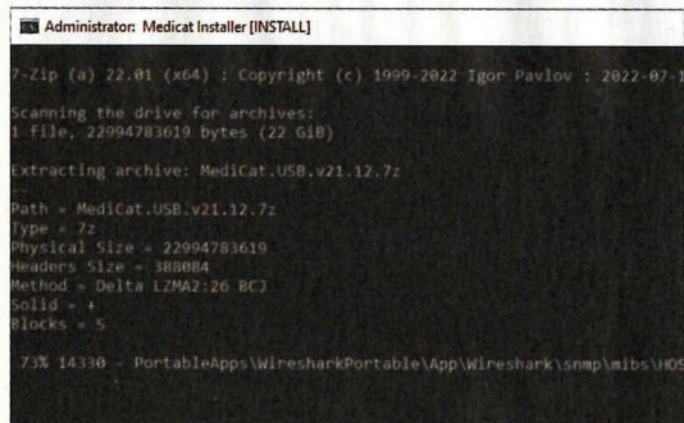 Administrator: Medicat Installer [INSTALL]
7-Zip (a) 22.01 (x64) : Copyright (c) 1999-2022 Igor Pavlov : 2022-07-1
Scanning the drive for archives:
1 file, 22994783619 bytes (22 GiB)
Extracting archive: MediCat.USB.v21.12.7z
--
Path = MediCat.USB.v21.12.7z
Type = 7z
Physical Size = 22994783619
Headers Size = 388084
Method = Delta LZMA2:26 BCJ
Solid = +
Blocks = 5
73% 14330 - PortableApps\WiresharkPortable\App\Wireshark\snmp\mibs\HOS